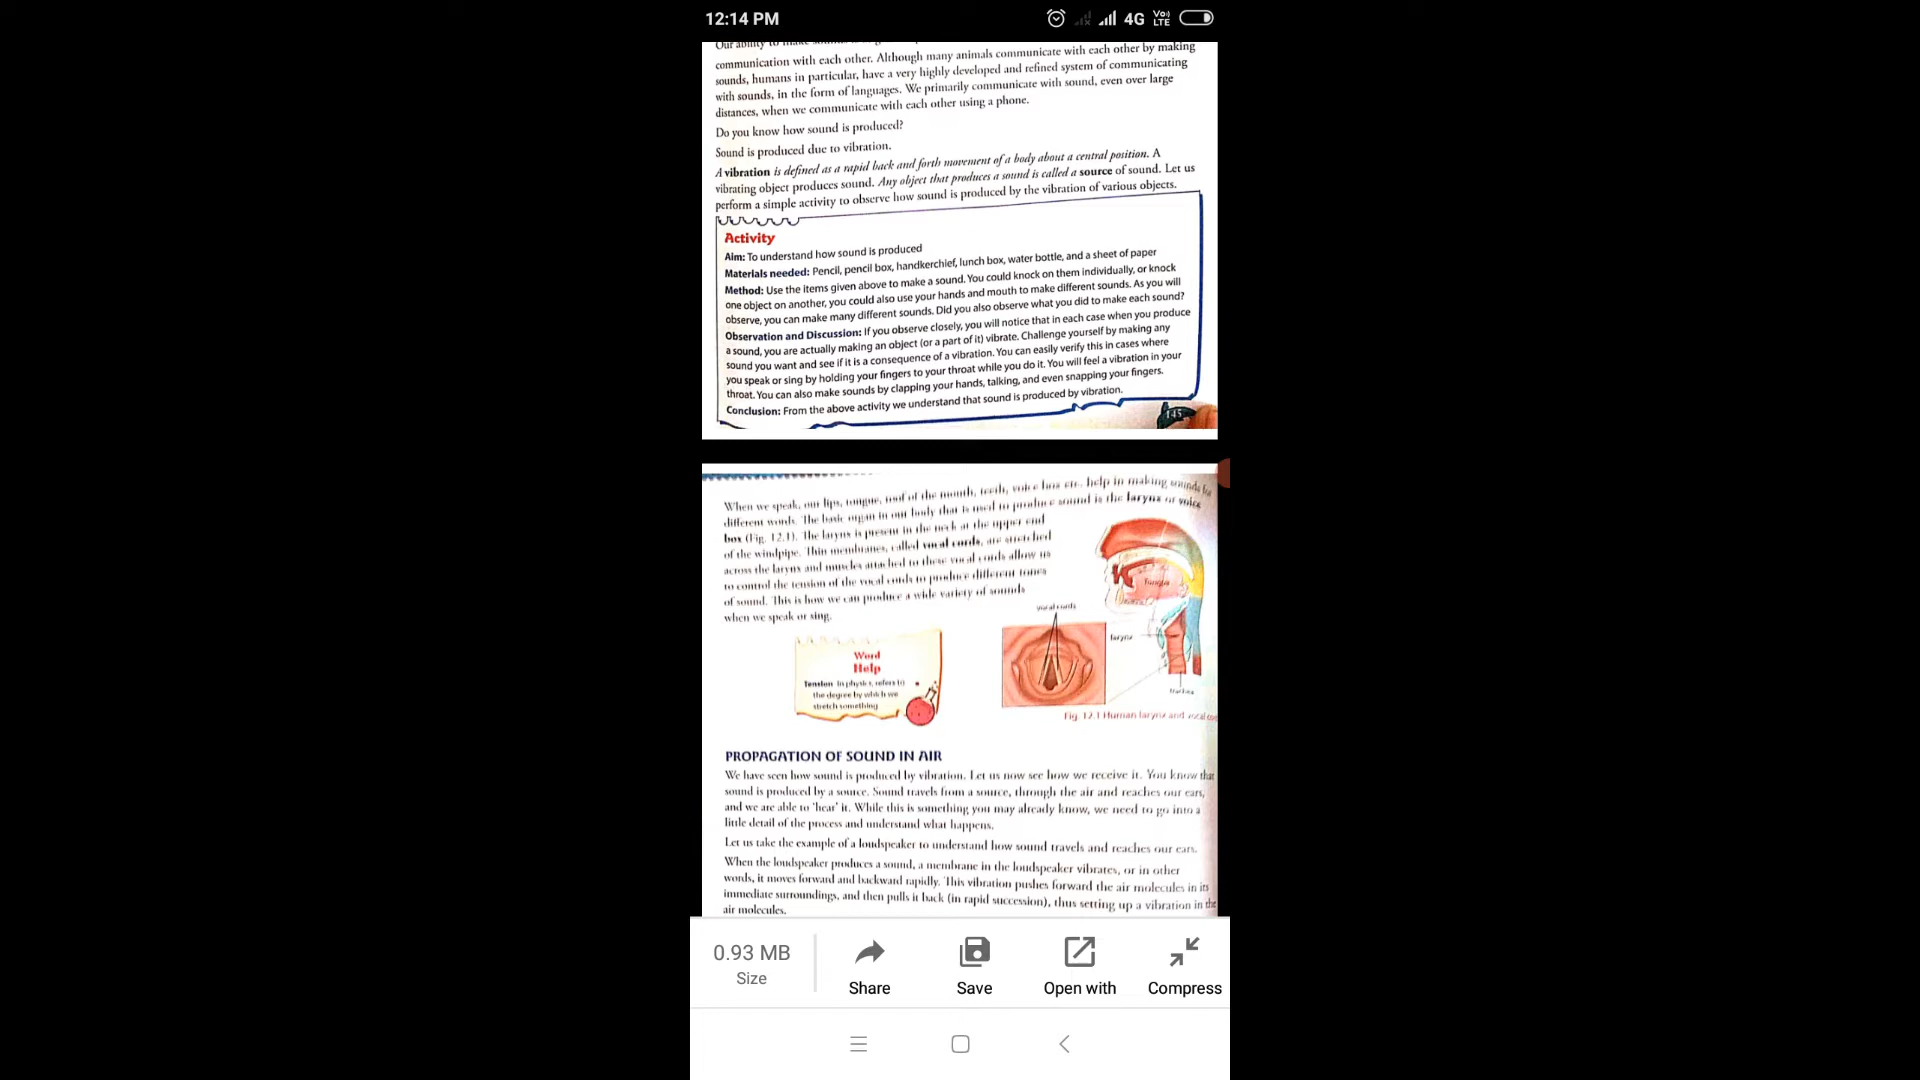 12:14 PM
4G
Vo)
LTE
communication with each other. Although many animals communicate with each other by making
sounds, humans in particular, have a very highly developed and refined system of communicating
with sounds, in the form of languages. We primarily communicate with sound, even over large
distances, when we communicate with each other using a phone.
Do you know how sound is produced?
Sound is produced due to vibration.
A vibration is defined as a rapid back and forth movement of a body about a central position. A
vibrating object produces sound. Any object that produces a sound is called a source of sound. Let us
perform a simple activity to observe how sound is produced by the vibration of various objects.
Activity
Aim: To understand how sound is produced
Materials needed: Pencil, pencil box, handkerchief, lunch box, water bottle, and a sheet of paper
Method: Use the items given above to make a sound. You could knock on them individually, or knock
one object on another, you could also use your hands and mouth to make different sounds. As you will
observe, you can make many different sounds. Did you also observe what you did to make each sound?
Observation and Discussion: If you observe closely, you will notice that in each case when you produce
a sound, you are actually making an object (or a part of it) vibrate. Challenge yourself by making any
sound you want and see if it is a consequence of a vibration. You can easily verify this in cases where
you speak or sing by holding your fingers to your throat while you do it. You will feel a vibration in your
throat. You can also make sounds by clapping your hands, talking, and even snapping your fingers.
Conclusion: From the above activity we understand that sound is produced by vibration.
145
When we speak, our lips, tongue, roof of the mouth, teeth, voice box etc. help in making sounds for
different words. The basic organ in our body that is used to produce sound is the larynx or voice
box (Fig. 12.1). The larynx is present in the neck at the upper end
of the windpipe. Thin membranes, called vocal cords, are stretched
across the larynx and muscles attached to these vocal cords allow us
to control the tension of the vocal cords to produce different tones
of sound. This is how we can produce a wide variety of sounds
when we speak or sing.
Tongue
vocal cords
larynx
trachea
Word
Help
Tension In physics, refers to
the degree by which we
stretch something
Fig. 12.1 Human larynx and vocal
PROPAGATION OF SOUND IN AIR
We have seen how sound is produced by vibration. Let us now see how we receive it. You know that
sound is produced by a source. Sound travels from a source, through the air and reaches our ears,
and we are able to 'hear' it. While this is something you may already know, we need to go into a
little detail of the process and understand what happens.
Let us take the example of a loudspeaker to understand how sound travels and reaches our ears.
When the loudspeaker produces a sound, a membrane in the loudspeaker vibrates, or in other
words, it moves forward and backward rapidly. This vibration pushes forward the air molecules in its
immediate surroundings, and then pulls it back (in rapid succession), thus setting up a vibration in the
air molecules.
0.93 MB
Size
Share
Save
Open with
Compress